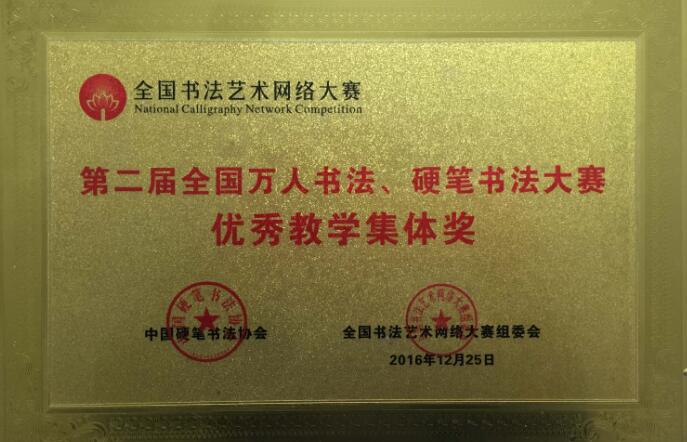 全国书法艺术网络大赛
National Calligraphy Network Competition
第二届全国万人书法、硬笔书法大赛
优秀教学集体奖
中国硬笔书法协会
全国书法艺术网络大赛组委会
2016年12月25日